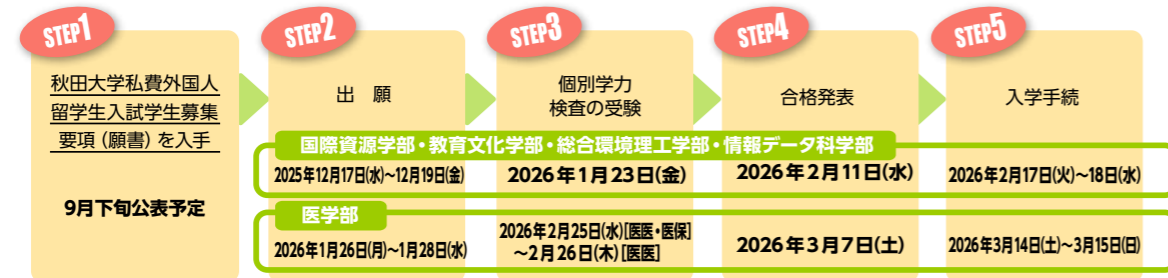 STEP1
秋田大学私費外国人
留学生入試学生募集
要項（願書）を入手
9月下旬公表予定
STEP2
出　願
STEP3
個別学力
検査の受験
STEP4
合格発表
STEP5
入学手続
国際資源学部・教育文化学部・総合環境理工学部・情報データ科学部
2025年12月17日(水)～12月19日(金)
2026年1月23日(金)
2026年2月11日(水)
2026年2月17日(火)～18日(水)
医学部
2026年1月26日(月)～1月28日(水)
2026年2月25日(水)[医医・医保]
～2月26日(木)[医医]
2026年3月7日(土)
2026年3月14日(土)～3月15日(日)